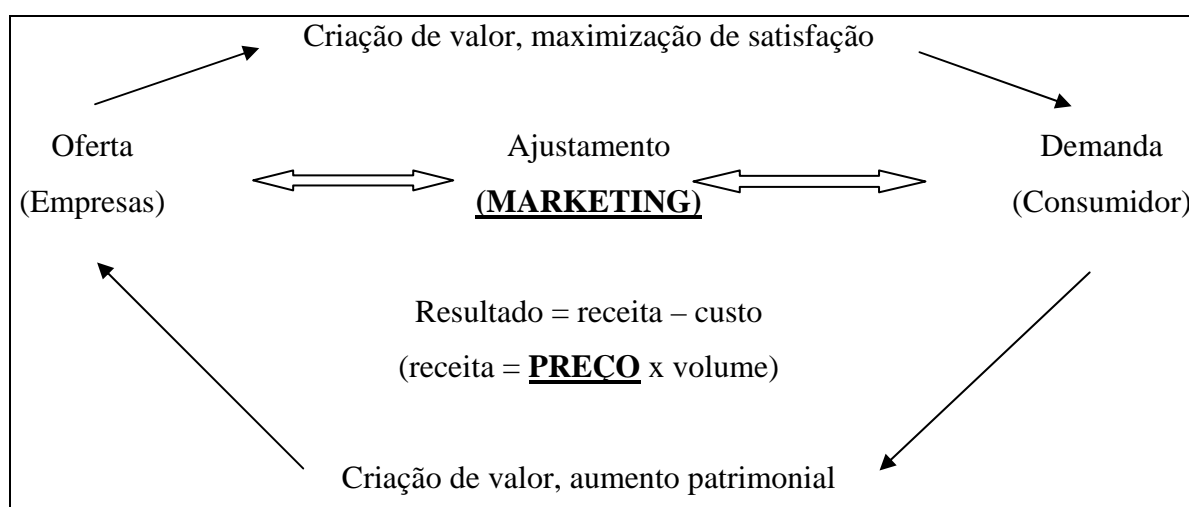 Criação de valor, maximização de satisfação
Oferta Ajustamento Demanda
(Empresas) (MARKETING) (Consumidor)
Resultado = receita – custo
(receita = PREÇO x volume)
Criação de valor, aumento patrimonial